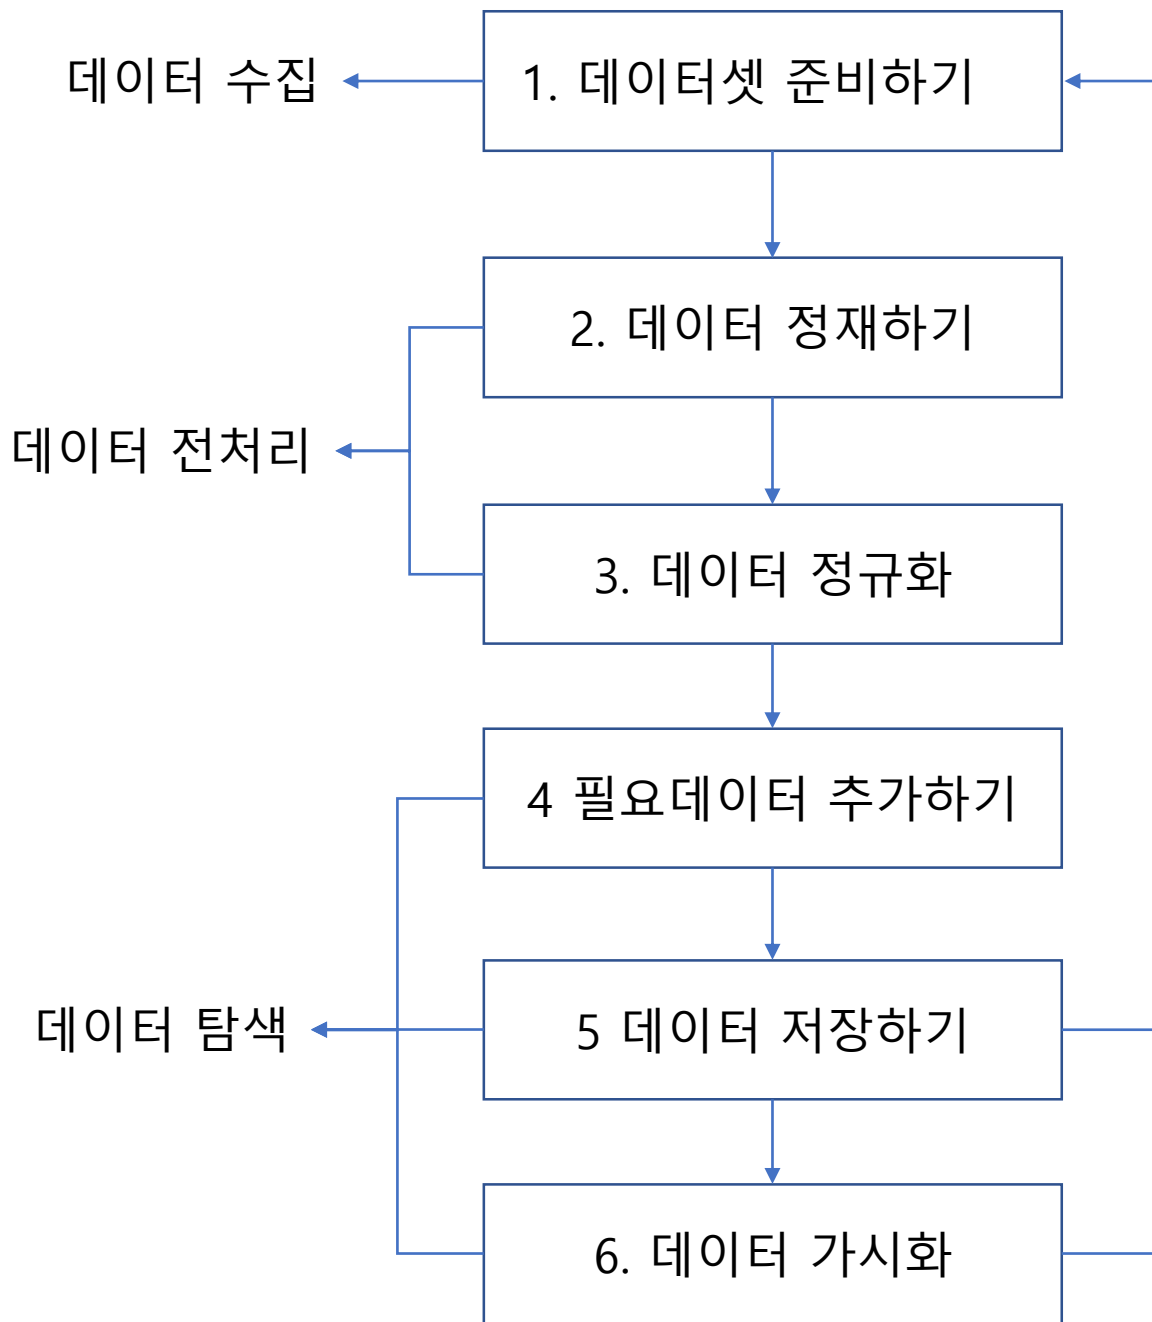 데이터 수집
1. 데이터셋 준비하기
2. 데이터 정재하기
데이터 전처리
3. 데이터 정규화
4 필요데이터 추가하기
데이터 탐색
5 데이터 저장하기
6. 데이터 가시화